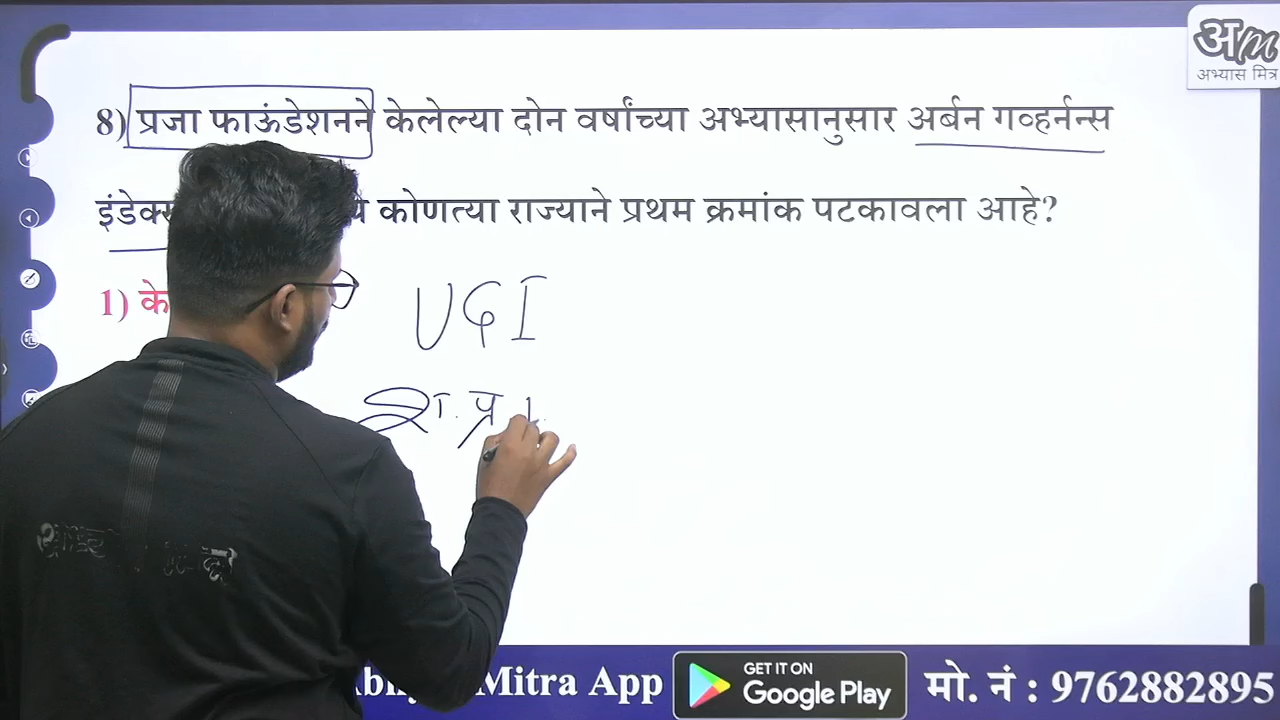 अm
अभ्यास मित्र
8) प्रजा फाऊंडेशनने केलेल्या दोन वर्षांच्या अभ्यासानुसार अर्बन गव्हर्नन्स
कोणत्या राज्याने प्रथम क्रमांक पटकावला आहे?
1)
UGI
प्र
Mitra App
GET IT ON
Google Play
मो. नं : 9762882895